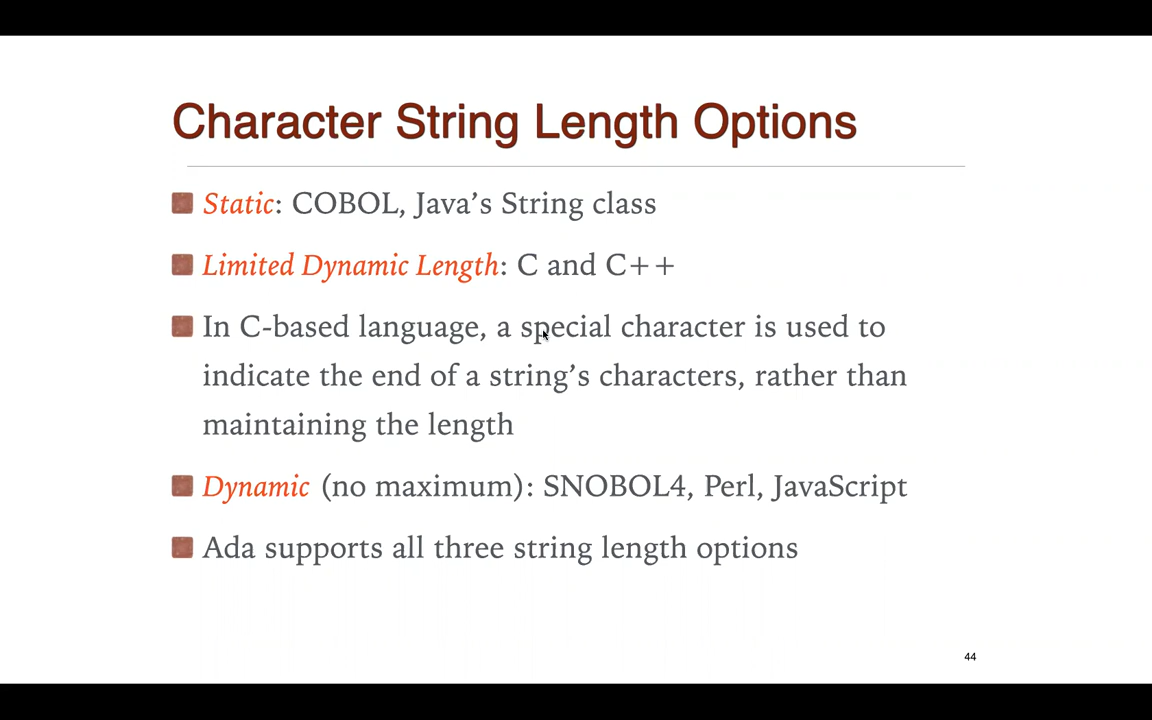 Character String Length Options
Static: COBOL, Java’s String class
Limited Dynamic Length: C and C++
In C-based language, a special character is used to
indicate the end of a string’s characters, rather than
maintaining the length
Dynamic (no maximum): SNOBOL4, Perl, JavaScript
Ada supports all three string length options
44